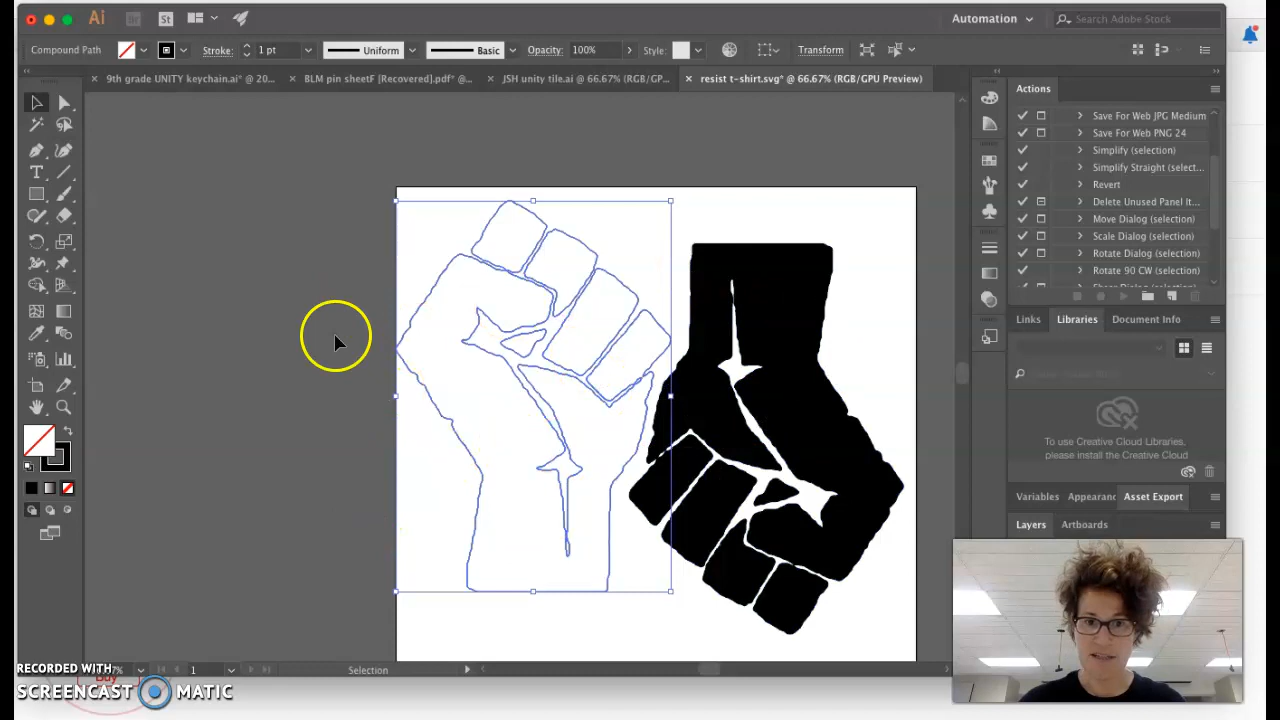 Ai Br St Automation Search Adobe Stock
Compound Path Stroke: 1 pt Uniform Basic Opacity: 100% Style: Transform
9th grade UNITY keychain.ai* @ 20... BLM pin sheetF [Recovered].pdf* @... JSH unity tile.ai @ 66.67% (RGB/GP... resist t-shirt.svg* @ 66.67% (RGB/GPU Preview)
Actions
Save For Web JPG Medium
Save For Web PNG 24
Simplify (selection)
Simplify Straight (select...
Revert
Delete Unused Panel It...
Move Dialog (selection)
Scale Dialog (selection)
Rotate Dialog (selection)
Rotate 90 CW (selection)
Links Libraries Document Info
To use Creative Cloud Libraries,
please install the Creative Cloud
Variables Appearanc Asset Export
Layers Artboards
1 Selection
RECORDED WITH
SCREENCAST MATIC
Buy